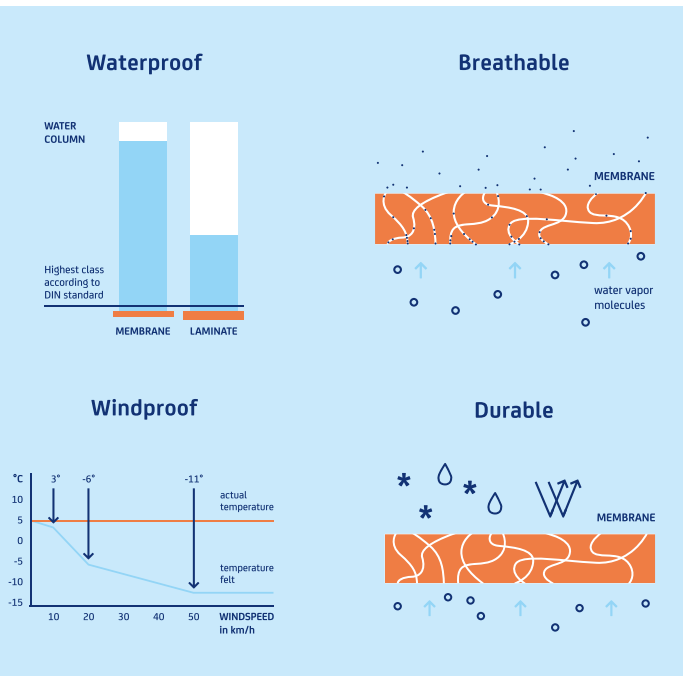 Waterproof
WATER
COLUMN
Highest class
according to
DIN standard
MEMBRANE
LAMINATE
Breathable
MEMBRANE
water vapor
molecules
Windproof
°C
3°
-6°
-11°
10
5
0
-5
-10
-15
actual
temperature
temperature
felt
10
20
30
40
50
WINDSPEED
in km/h
Durable
MEMBRANE